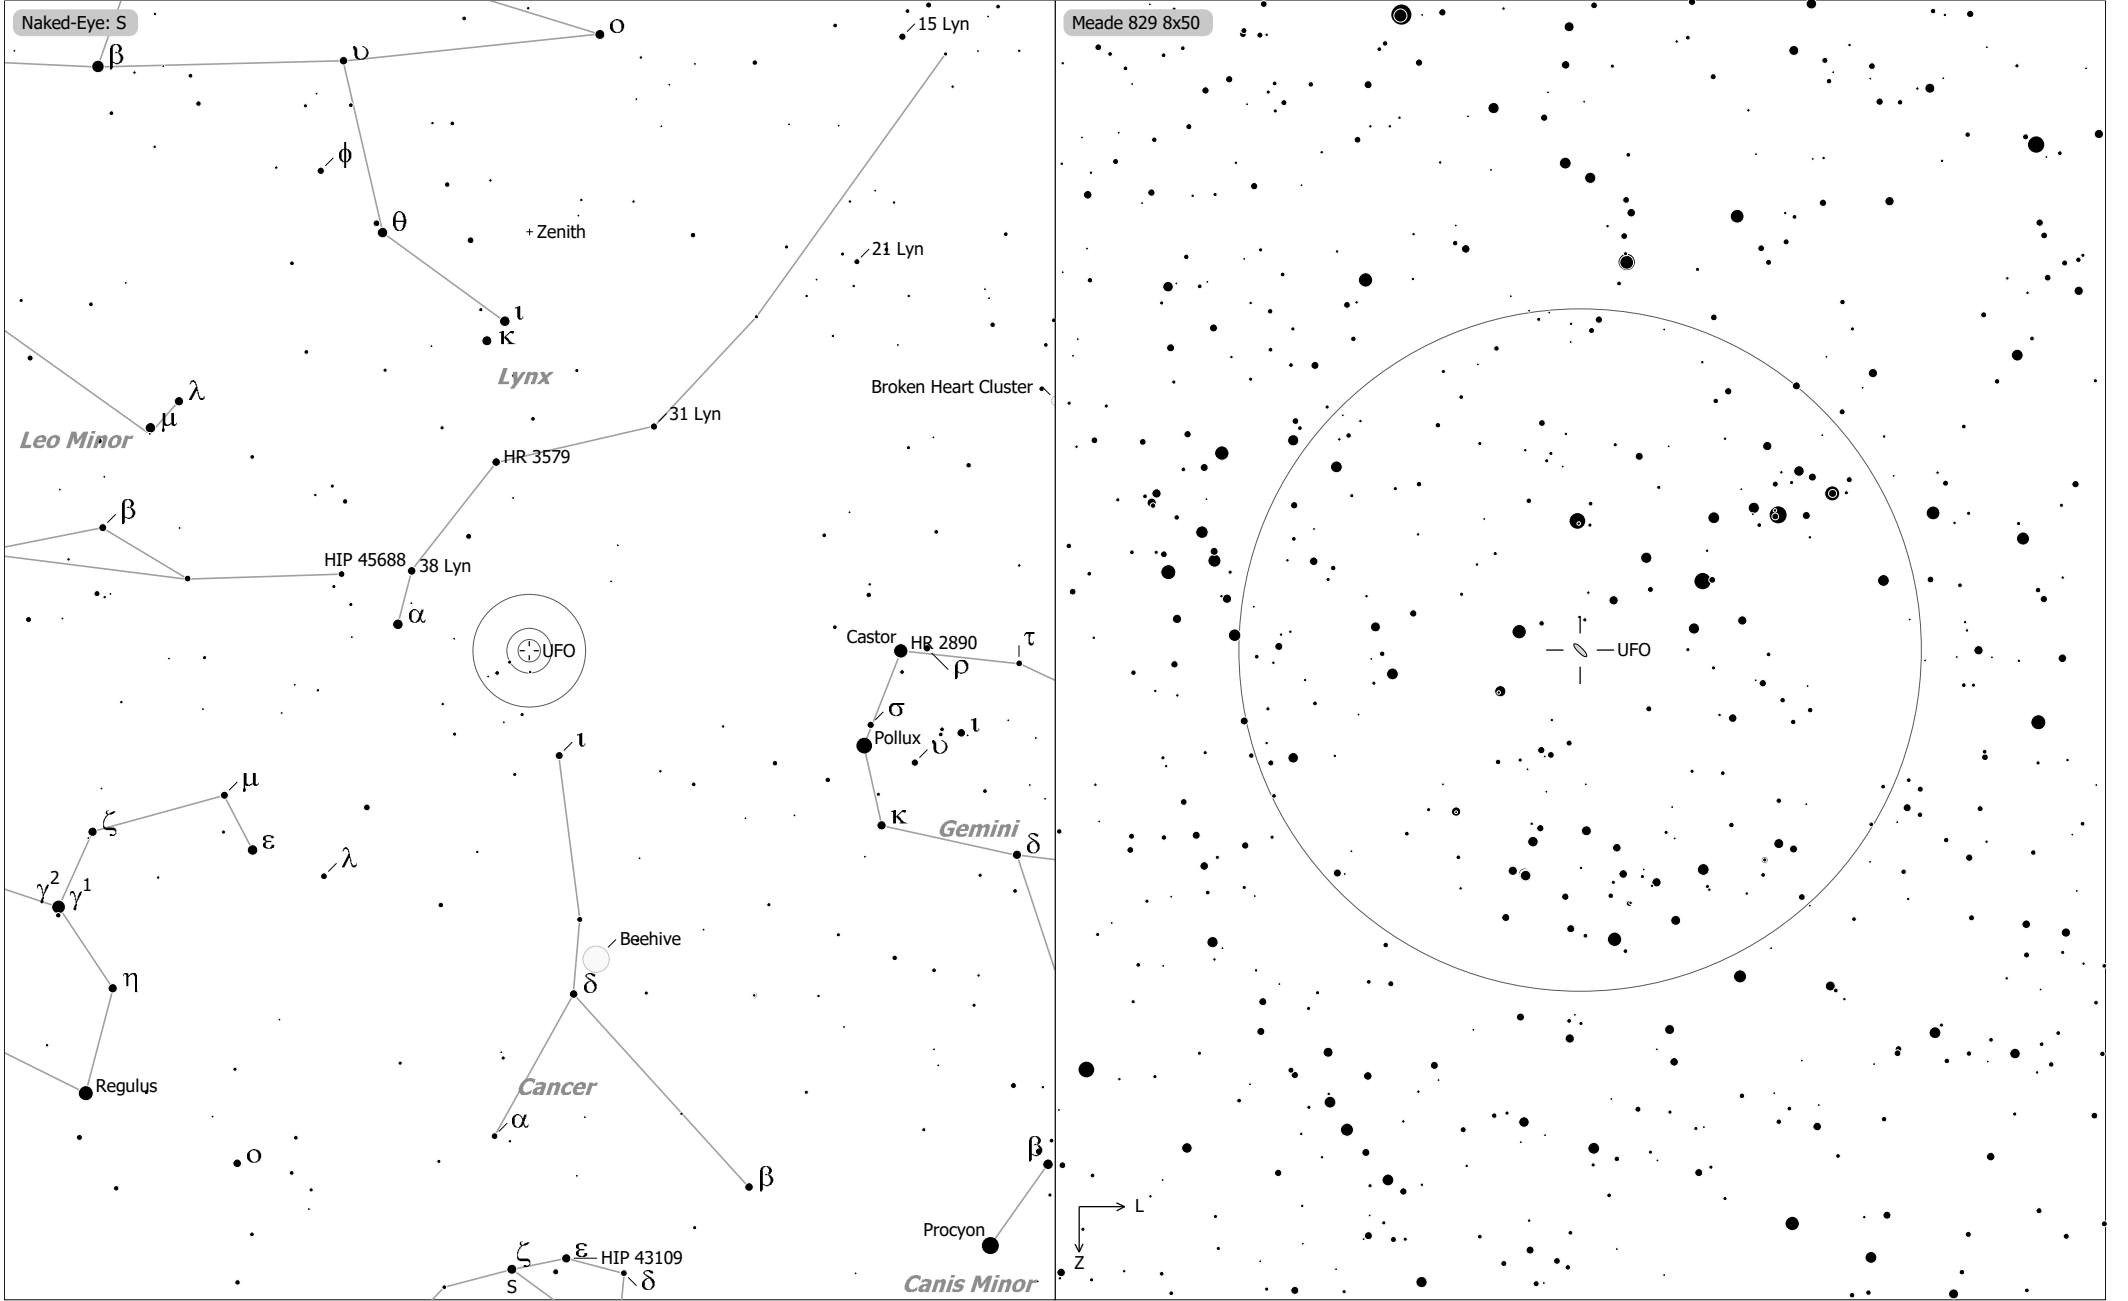 Naked-Eye: S
β
υ
ο
15 Lyn
ϕ
θ
Zenith
21 Lyn
ι
κ
Lynx
Broken Heart Cluster
λ
μ
31 Lyn
Leo Minor
HR 3579
β
HIP 45688
38 Lyn
α
UFO
Castor
HR 2890
τ
ρ
σ
ι
Pollux
υ
ι
μ
ζ
ε
κ
Gemini
δ
λ
γ2
γ1
Beehive
δ
η
Regulus
Cancer
α
ο
β
β
Procyon
ζ
ε
HIP 43109
δ
S
Canis Minor
Meade 829 8x50
UFO
L
Z